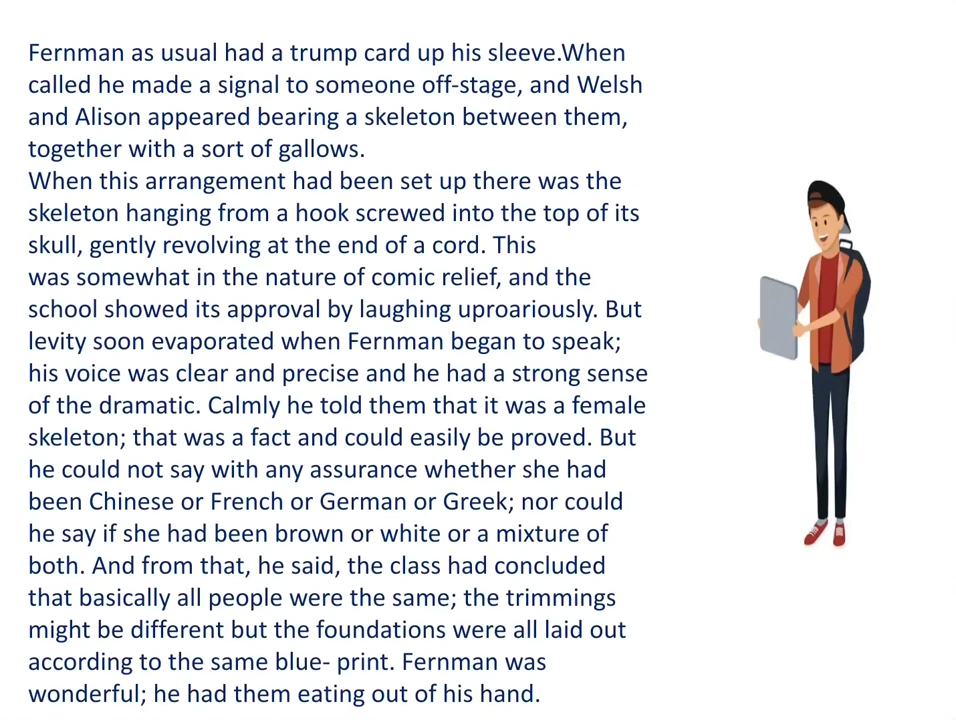 Fernman as usual had a trump card up his sleeve.When
called he made a signal to someone off-stage, and Welsh
and Alison appeared bearing a skeleton between them,
together with a sort of gallows.
When this arrangement had been set up there was the
skeleton hanging from a hook screwed into the top of its
skull, gently revolving at the end of a cord. This
was somewhat in the nature of comic relief, and the
school showed its approval by laughing uproariously. But
levity soon evaporated when Fernman began to speak;
his voice was clear and precise and he had a strong sense
of the dramatic. Calmly he told them that it was a female
skeleton; that was a fact and could easily be proved. But
he could not say with any assurance whether she had
been Chinese or French or German or Greek; nor could
he say if she had been brown or white or a mixture of
both. And from that, he said, the class had concluded
that basically all people were the same; the trimmings
might be different but the foundations were all laid out
according to the same blue- print. Fernman was
wonderful; he had them eating out of his hand.